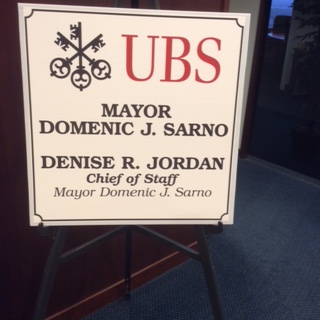 UBS
MAYOR
DOMENIC J. SARNO
DENISE R. JORDAN
Chief of Staff
Mayor Domenic J. Sarno